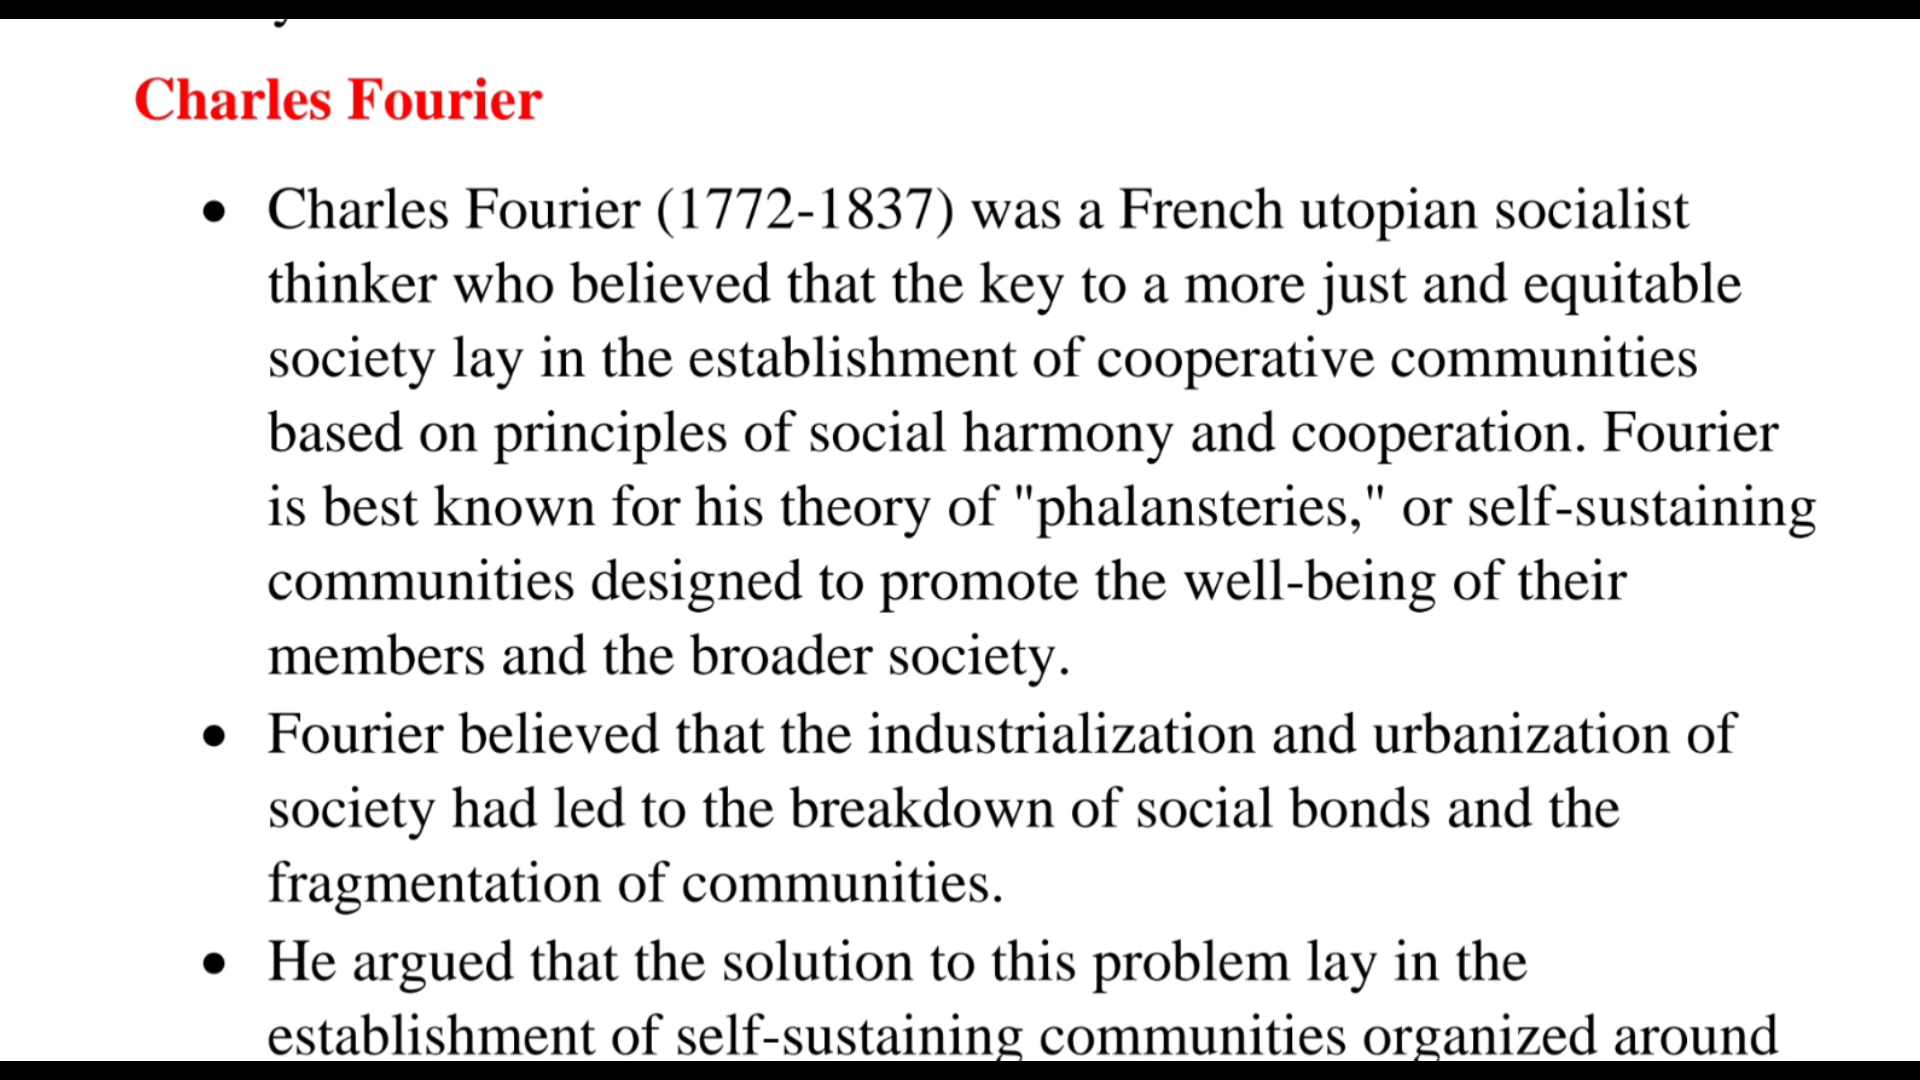 Charles Fourier
• Charles Fourier (1772-1837) was a French utopian socialist
thinker who believed that the key to a more just and equitable
society lay in the establishment of cooperative communities
based on principles of social harmony and cooperation. Fourier
is best known for his theory of "phalansteries," or self-sustaining
communities designed to promote the well-being of their
members and the broader society.
• Fourier believed that the industrialization and urbanization of
society had led to the breakdown of social bonds and the
fragmentation of communities.
• He argued that the solution to this problem lay in the
establishment of self-sustaining communities organized around